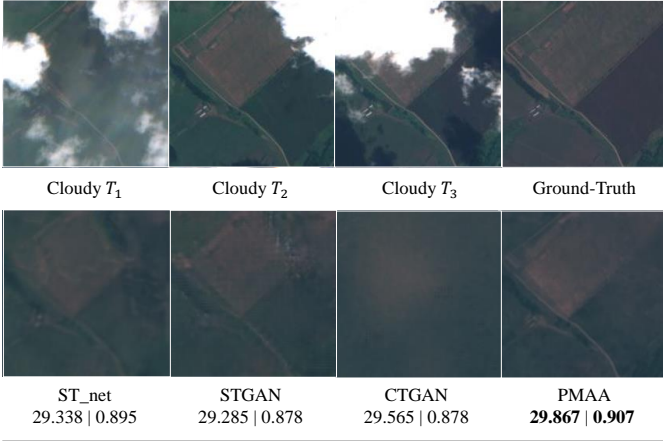 Cloudy T₁ Cloudy T₂ Cloudy T₃ Ground-Truth
ST_net STGAN CTGAN PMAA
29.338 | 0.895 29.285 | 0.878 29.565 | 0.878 29.867 | 0.907